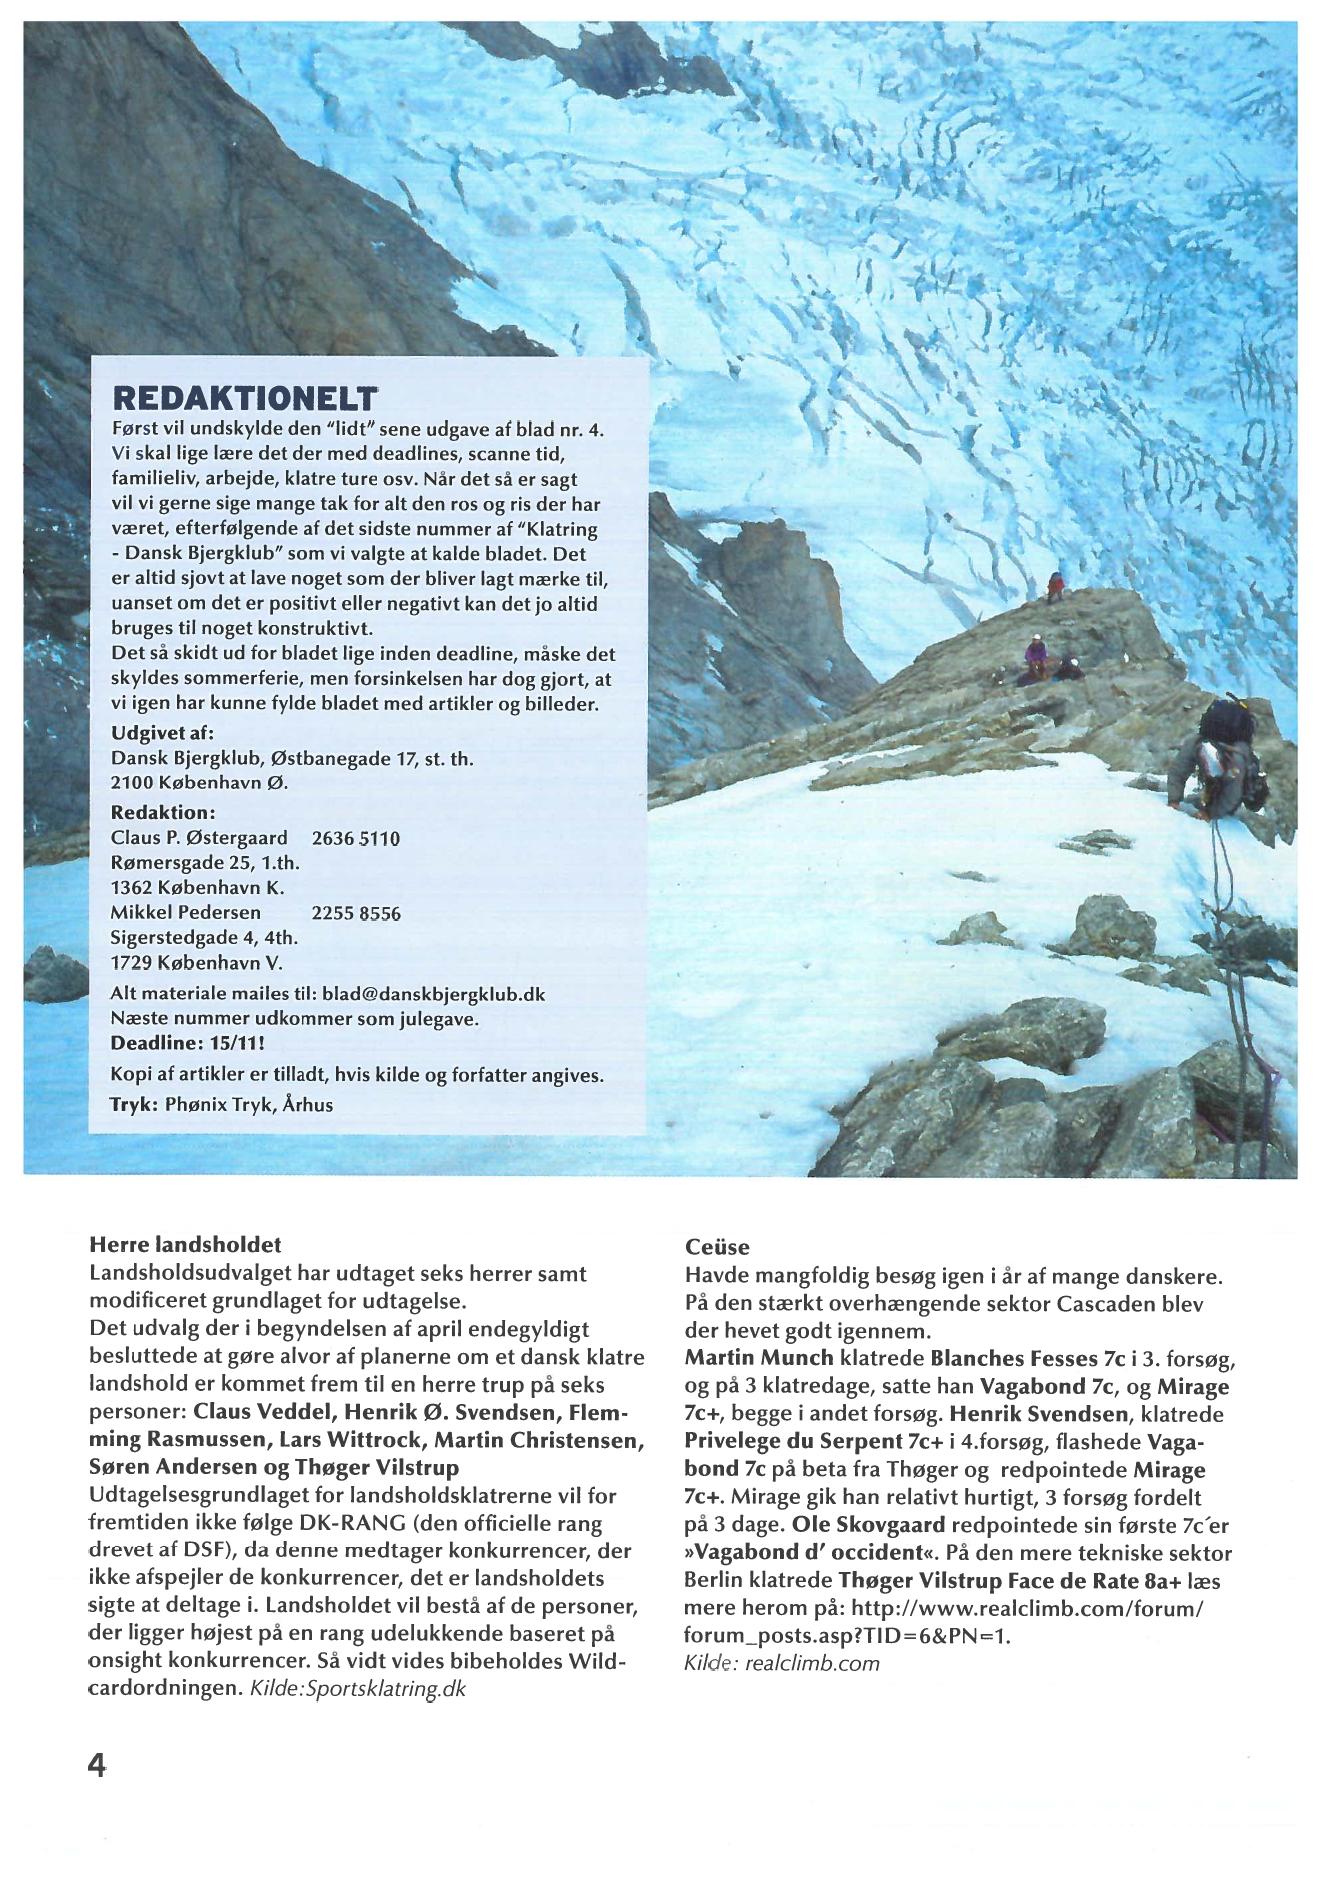 REDAKTIONELT
Først vil undskylde den "lidt" sene udgave af blad nr. 4.
Vi skal lige lære det der med deadlines, scanne tid,
familieliv, arbejde, klatre ture osv. Når det så er sagt
vil vi gerne sige mange tak for alt den ros og ris der har
været, efterfølgende af det sidste nummer af "Klatring
- Dansk Bjergklub" som vi valgte at kalde bladet. Det
er altid sjovt at lave noget som der bliver lagt mærke til,
uanset om det er positivt eller negativt kan det jo altid
bruges til noget konstruktivt.
Det så skidt ud for bladet lige inden deadline, måske det
skyldes sommerferie, men forsinkelsen har dog gjort, at
vi igen har kunne fylde bladet med artikler og billeder.
Udgivet af:
Dansk Bjergklub, Østbanegade 17, st. th.
2100 København Ø.
Redaktion:
Claus P. Østergaard 2636 5110
Rømersgade 25, 1.th.
1362 København K.
Mikkel Pedersen 2255 8556
Sigerstedgade 4, 4th.
1729 København V.
Alt materiale mailes til: blad@danskbjergklub.dk
Næste nummer udkommer som julegave.
Deadline: 15/11!
Kopi af artikler er tilladt, hvis kilde og forfatter angives.
Tryk: Phønix Tryk, Århus
Herre landsholdet
Landsholdsudvalget har udtaget seks herrer samt
modificeret grundlaget for udtagelse.
Det udvalg der i begyndelsen af april endegyldigt
besluttede at gøre alvor af planerne om et dansk klatre
landshold er kommet frem til en herre trup på seks
personer: Claus Veddel, Henrik Ø. Svendsen, Flem-
ming Rasmussen, Lars Wittrock, Martin Christensen,
Søren Andersen og Thøger Vilstrup
Udtagelsesgrundlaget for landsholdsklatrerne vil for
fremtiden ikke følge DK-RANG (den officielle rang
drevet af DSF), da denne medtager konkurrencer, der
ikke afspejler de konkurrencer, det er landsholdets
sigte at deltage i. Landsholdet vil bestå af de personer,
der ligger højest på en rang udelukkende baseret på
onsight konkurrencer. Så vidt vides bibeholdes Wild-
cardordningen. Kilde:Sportsklatring.dk
Ceüse
Havde mangfoldig besøg igen i år af mange danskere.
På den stærkt overhængende sektor Cascaden blev
der hevet godt igennem.
Martin Munch klatrede Blanches Fesses 7c i 3. forsøg,
og på 3 klatredage, satte han Vagabond 7c, og Mirage
7c+, begge i andet forsøg. Henrik Svendsen, klatrede
Privelege du Serpent 7c+ i 4.forsøg, flashede Vaga-
bond 7c på beta fra Thøger og redpointede Mirage
7c+. Mirage gik han relativt hurtigt, 3 forsøg fordelt
på 3 dage. Ole Skovgaard redpointede sin første 7c´er
»Vagabond d' occident«. På den mere tekniske sektor
Berlin klatrede Thøger Vilstrup Face de Rate 8a+ læs
mere herom på: http://www.realclimb.com/forum/
forum_posts.asp?TID=6&PN=1.
Kilde: realclimb.com
4